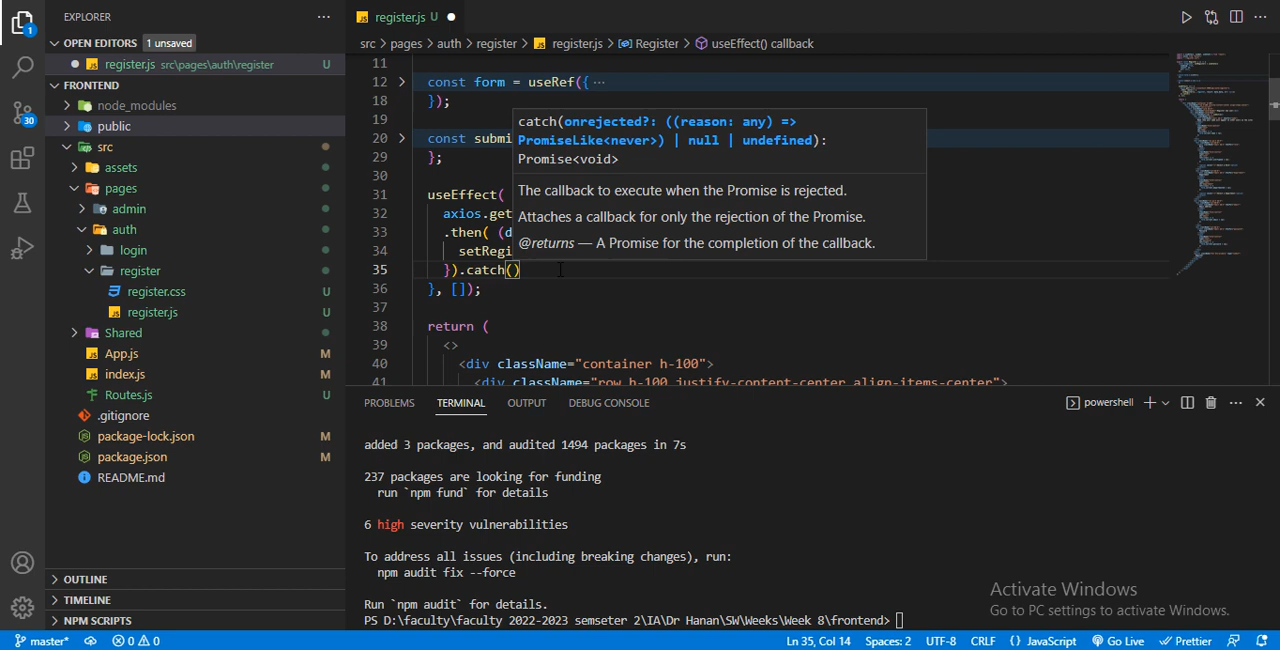 EXPLORER
OPEN EDITORS 1 unsaved
register.js src\pages\auth\register U
FRONTEND
node_modules
public
src
assets
pages
admin
auth
login
register
register.css U
register.js U
Shared
App.js M
index.js M
Routes.js U
.gitignore
package-lock.json M
package.json M
README.md
OUTLINE
TIMELINE
NPM SCRIPTS
1
30
register.js U
src > pages > auth > register > register.js > Register > useEffect() callback
11
12 const form = useRef({ ···
18 });
19
20 const submi
29 };
30
31 useEffect(
32 axios.get
33 .then( (d
34 setRegi
35 }).catch()
36 }, []);
37
38 return (
39 <>
40 <div className="container h-100">
41 <div className="row h-100 justify-content-center align-items-center">
catch(onrejected?: ((reason: any) =>
PromiseLike<never>) | null | undefined):
Promise<void>
The callback to execute when the Promise is rejected.
Attaches a callback for only the rejection of the Promise.
@returns — A Promise for the completion of the callback.
PROBLEMS TERMINAL OUTPUT DEBUG CONSOLE
powershell
added 3 packages, and audited 1494 packages in 7s
237 packages are looking for funding
run `npm fund` for details
6 high severity vulnerabilities
To address all issues (including breaking changes), run:
npm audit fix --force
Run `npm audit` for details.
PS D:\faculty\faculty 2022-2023 semseter 2\IA\Dr Hanan\SW\Weeks\Week 8\frontend>
Activate Windows
Go to PC settings to activate Windows.
master* 0 0 Ln 35, Col 14 Spaces: 2 UTF-8 CRLF {} JavaScript Go Live Prettier